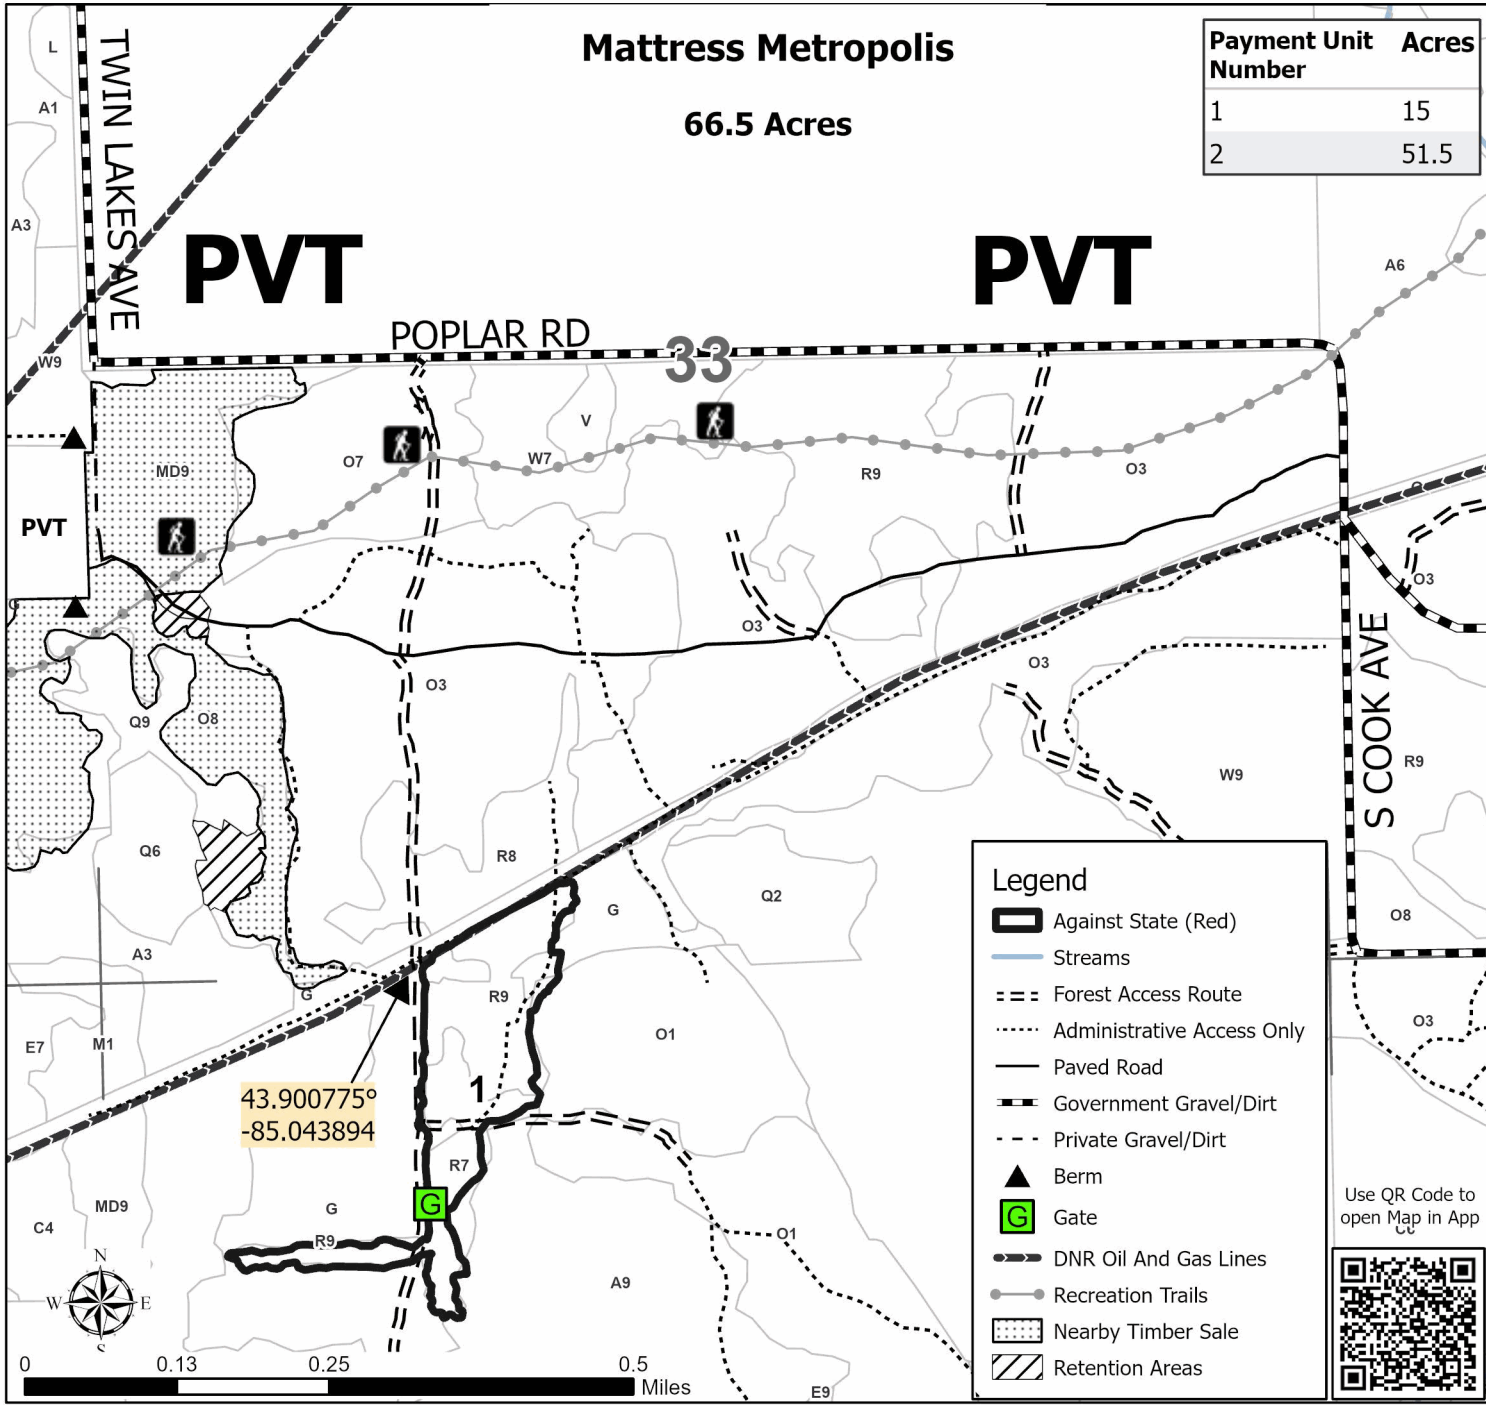 Mattress Metropolis
66.5 Acres
Payment Unit Number Acres
1 15
2 51.5
TWIN LAKES AVE
PVT
PVT
POPLAR RD
33
L
A1
A3
W9
A6
V
MD9
O7
W7
R9
O3
PVT
O3
O3
O3
O3
Q9
O8
W9
S COOK AVE
R9
Q6
R8
Q2
G
O8
A3
G
R9
O1
E7
M1
O3
1
43.900775°
-85.043894
R7
G
MD9
C4
G
R9
O1
A9
E9
N
W E
S
0 0.13 0.25 0.5
Miles
Legend
Against State (Red)
Streams
Forest Access Route
Administrative Access Only
Paved Road
Government Gravel/Dirt
Private Gravel/Dirt
Berm
G Gate
DNR Oil And Gas Lines
Recreation Trails
Nearby Timber Sale
Retention Areas
Use QR Code to
open Map in App